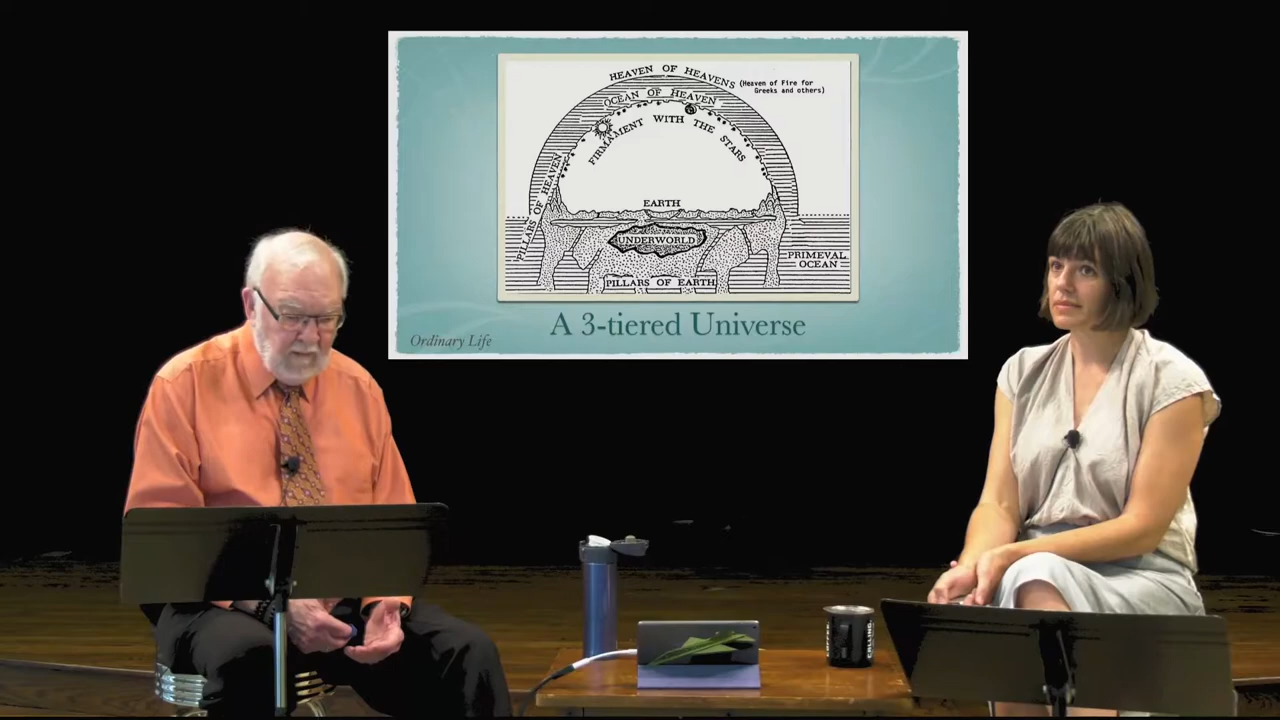 HEAVEN OF HEAVENS
(Heaven of Fire for
Greeks and others)
OCEAN OF HEAVEN
FIRMAMENT WITH THE STARS
PILLARS OF HEAVEN
EARTH
UNDERWORLD
PRIMEVAL
OCEAN
PILLARS OF EARTH
A 3-tiered Universe
Ordinary Life